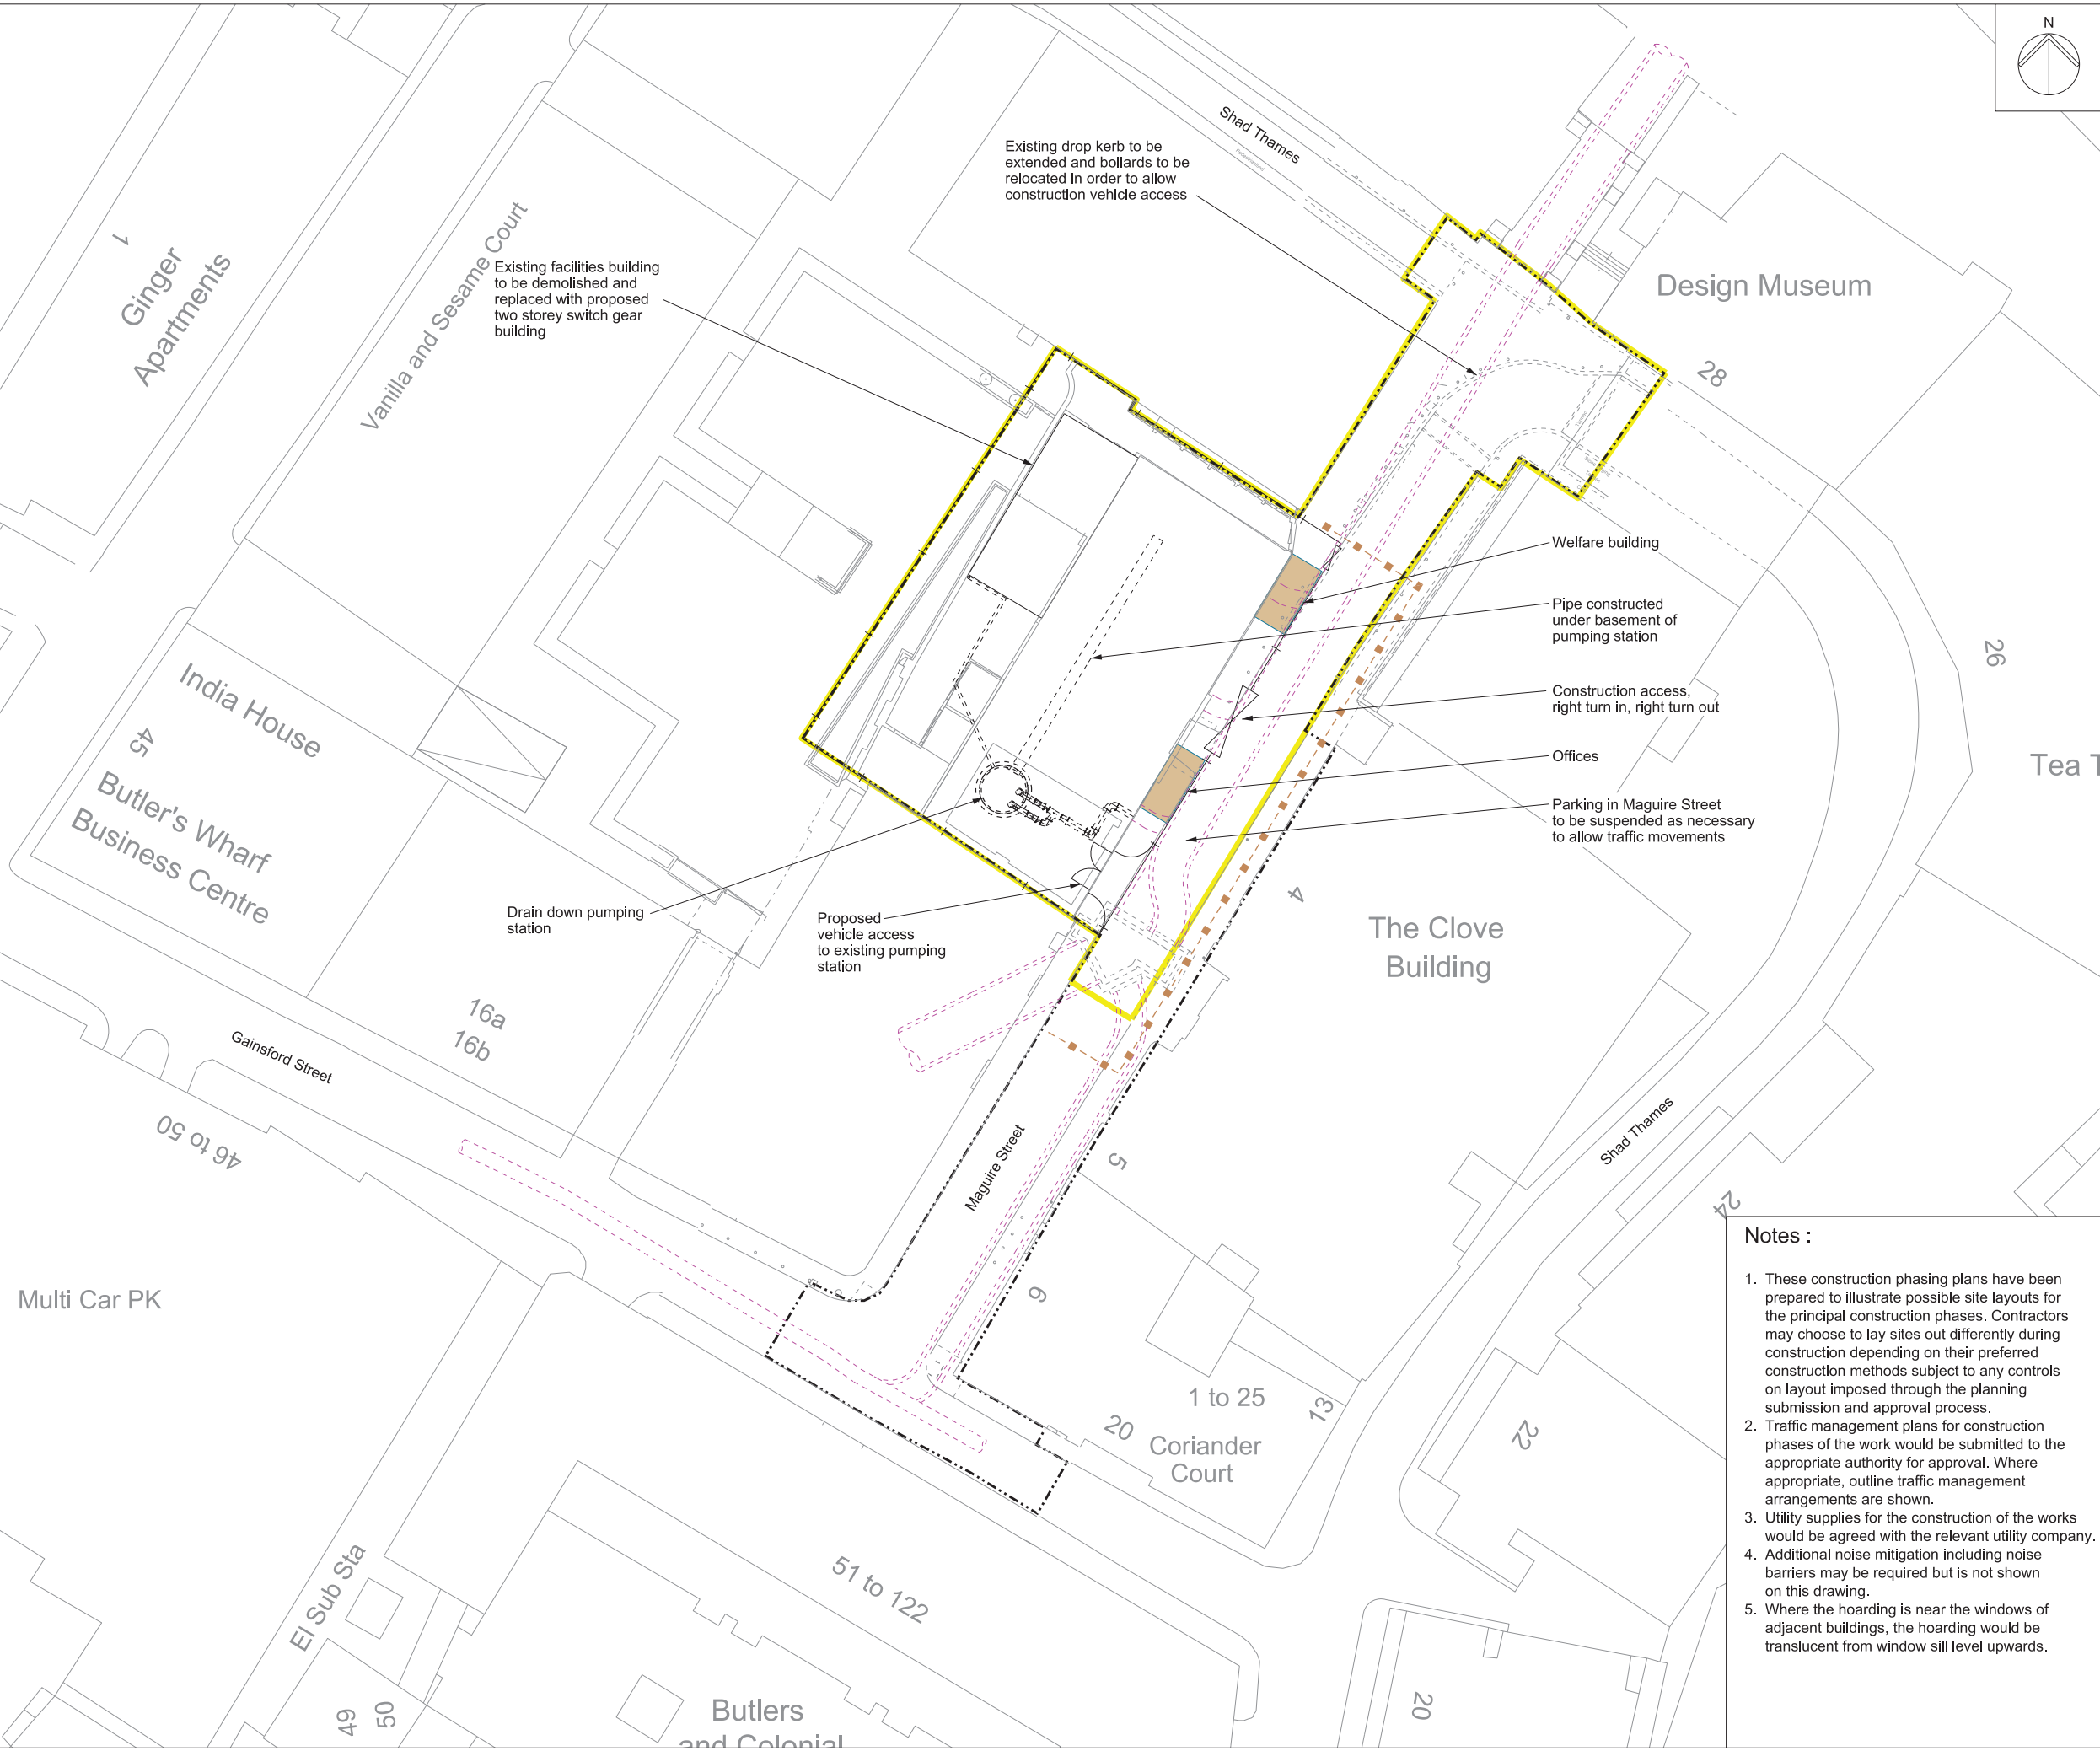 N
Shad Thames
Existing drop kerb to be
extended and bollards to be
relocated in order to allow
construction vehicle access
1
Ginger
Apartments
Vanilla and Sesame Court
Existing facilities building
to be demolished and
replaced with proposed
two storey switch gear
building
Design Museum
28
Welfare building
Pipe constructed
under basement of
pumping station
26
Construction access,
right turn in, right turn out
India House
45
Butler's Wharf
Business Centre
Offices
Tea T
Parking in Maguire Street
to be suspended as necessary
to allow traffic movements
4
The Clove
Building
Drain down pumping
station
Proposed
vehicle access
to existing pumping
station
16a
16b
Gainsford Street
46 to 50
Maguire Street
5
Shad Thames
24
6
Multi Car PK
1 to 25
13
20
Coriander
Court
22
El Sub Sta
51 to 122
49
50
Butlers
and Colonial
20
Notes :
1. These construction phasing plans have been
prepared to illustrate possible site layouts for
the principal construction phases. Contractors
may choose to lay sites out differently during
construction depending on their preferred
construction methods subject to any controls
on layout imposed through the planning
submission and approval process.
2. Traffic management plans for construction
phases of the work would be submitted to the
appropriate authority for approval. Where
appropriate, outline traffic management
arrangements are shown.
3. Utility supplies for the construction of the works
would be agreed with the relevant utility company.
4. Additional noise mitigation including noise
barriers may be required but is not shown
on this drawing.
5. Where the hoarding is near the windows of
adjacent buildings, the hoarding would be
translucent from window sill level upwards.